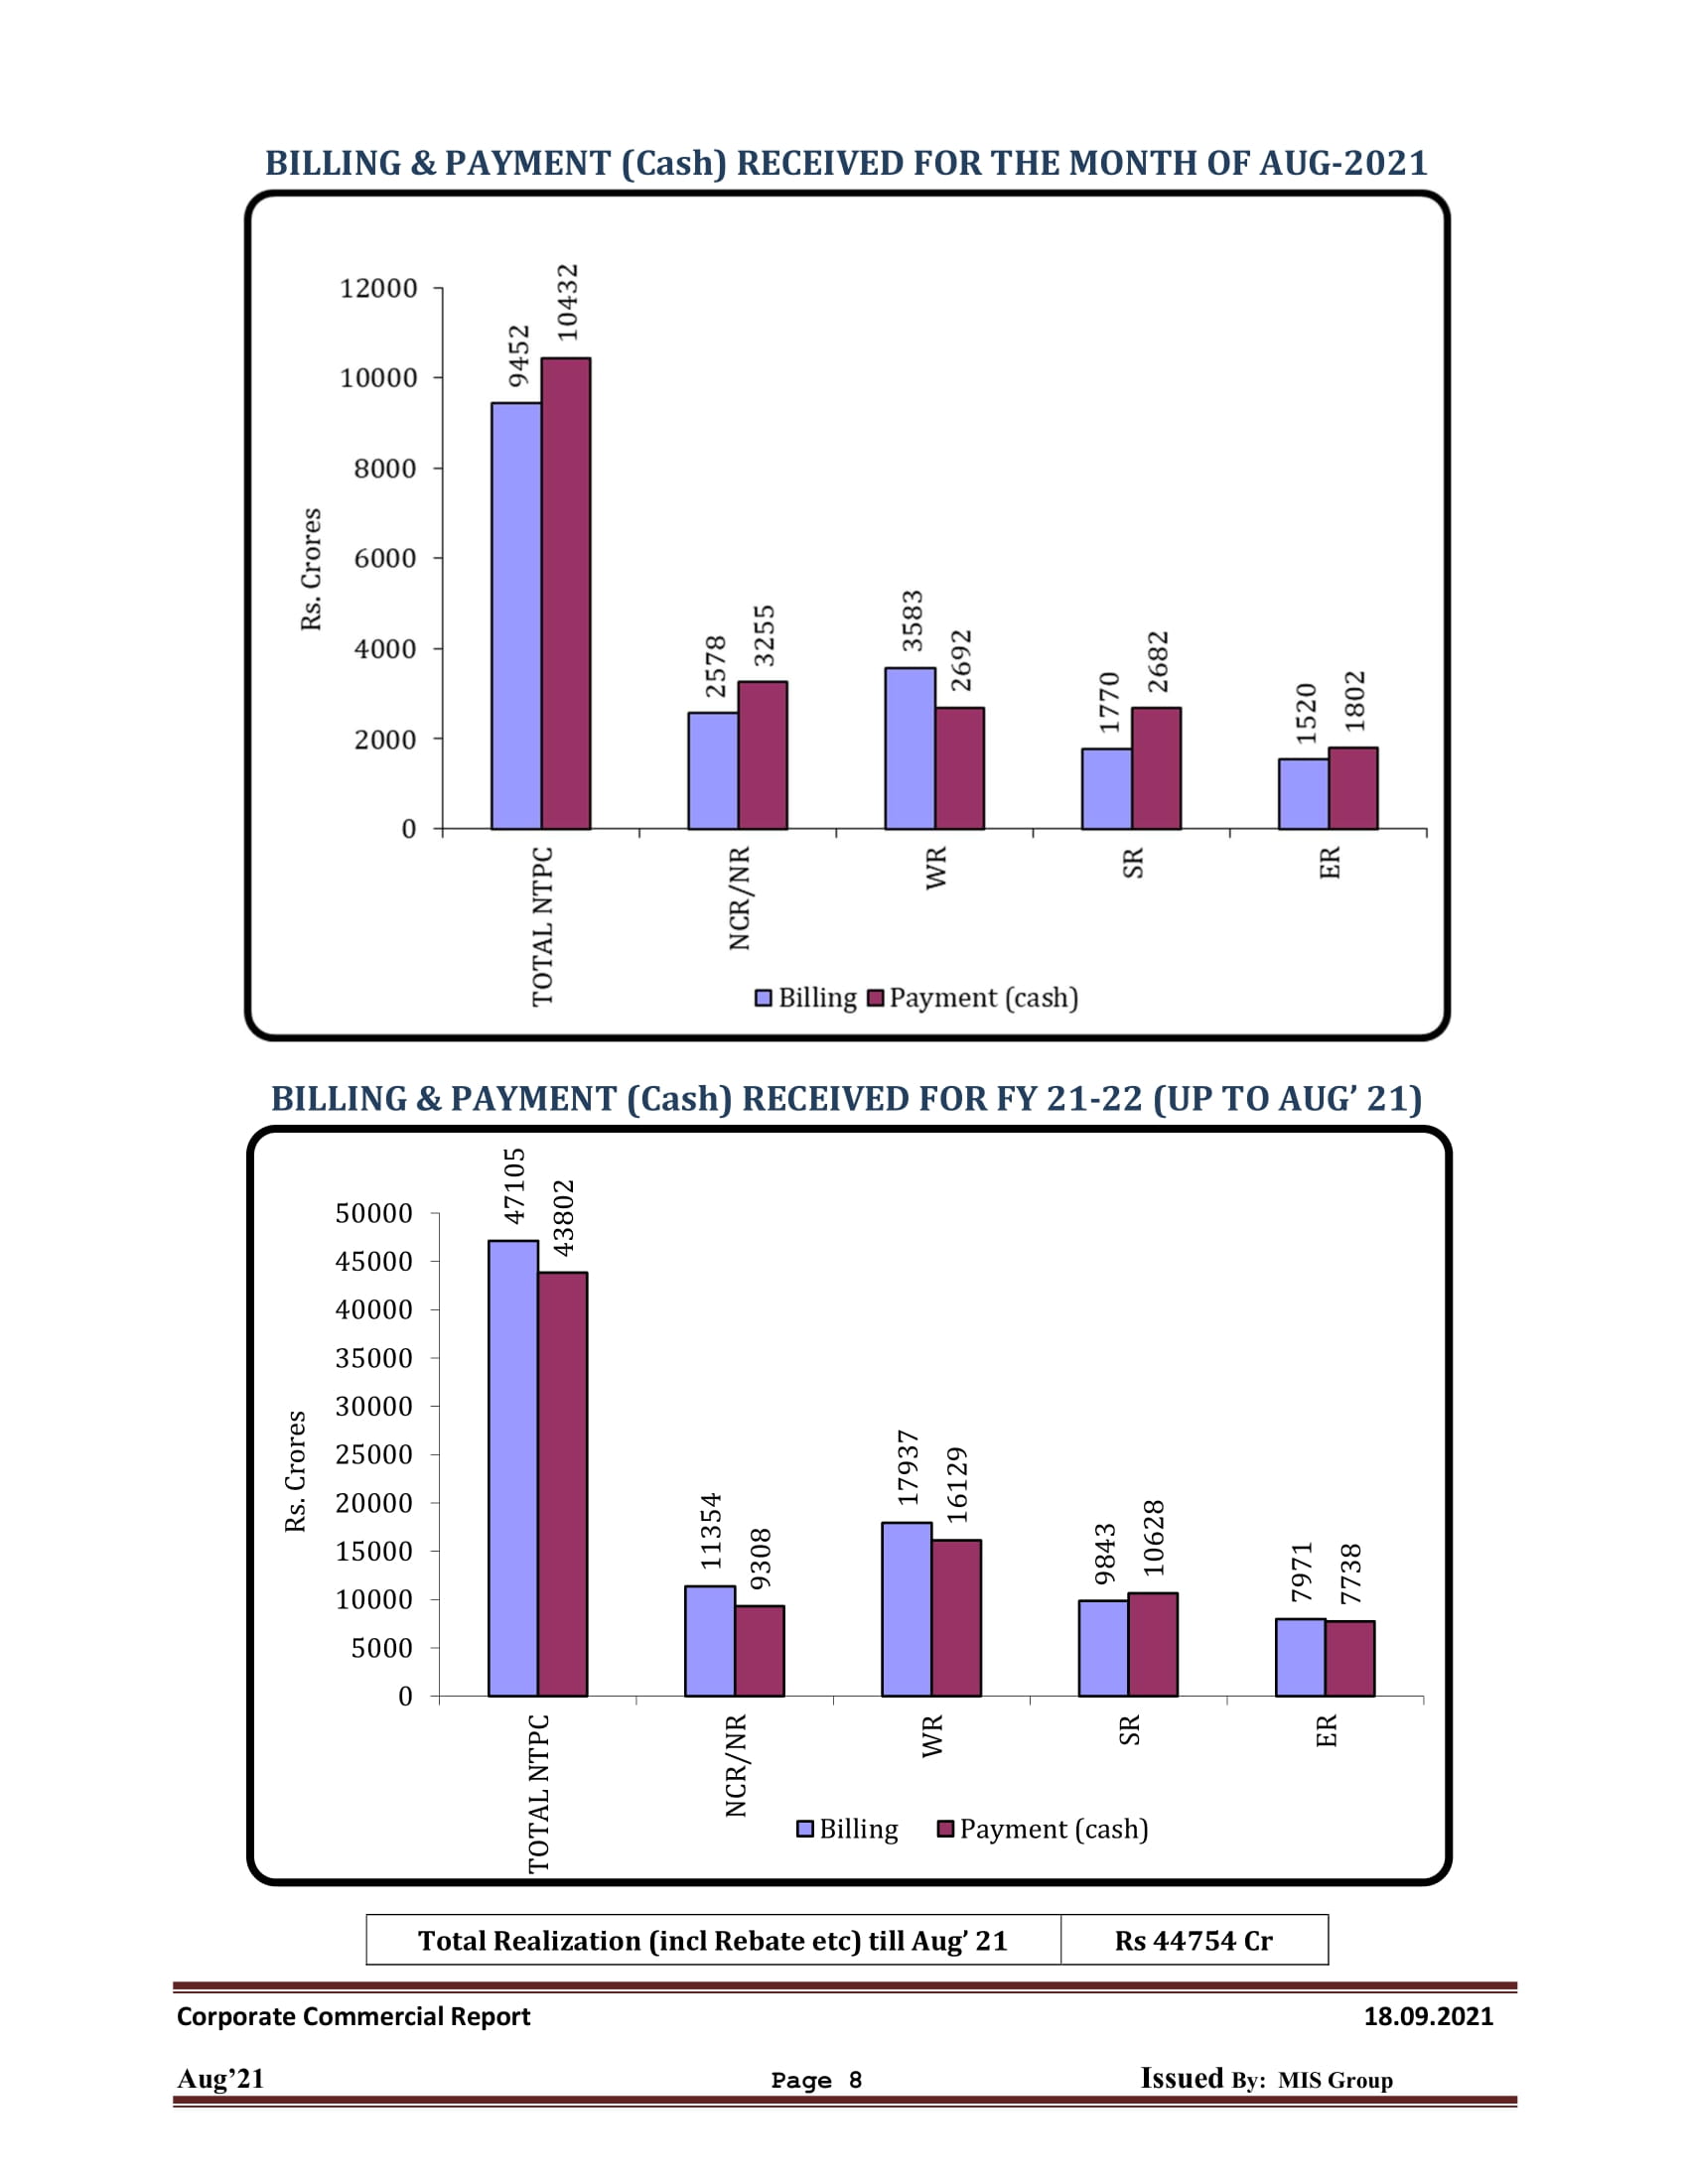 BILLING & PAYMENT (Cash) RECEIVED FOR THE MONTH OF AUG-2021
12000
10000
8000
6000
4000
2000
0
Rs. Crores
9452
10432
2578
3255
3583
2692
1770
2682
1520
1802
TOTAL NTPC
NCR/NR
WR
SR
ER
Billing
Payment (cash)
BILLING & PAYMENT (Cash) RECEIVED FOR FY 21-22 (UP TO AUG’ 21)
50000
45000
40000
35000
30000
25000
20000
15000
10000
5000
0
Rs. Crores
47105
43802
11354
9308
17937
16129
9843
10628
7971
7738
TOTAL NTPC
NCR/NR
WR
SR
ER
Billing
Payment (cash)
Total Realization (incl Rebate etc) till Aug’ 21 Rs 44754 Cr
Corporate Commercial Report 18.09.2021
Aug’21 Page 8 Issued By: MIS Group